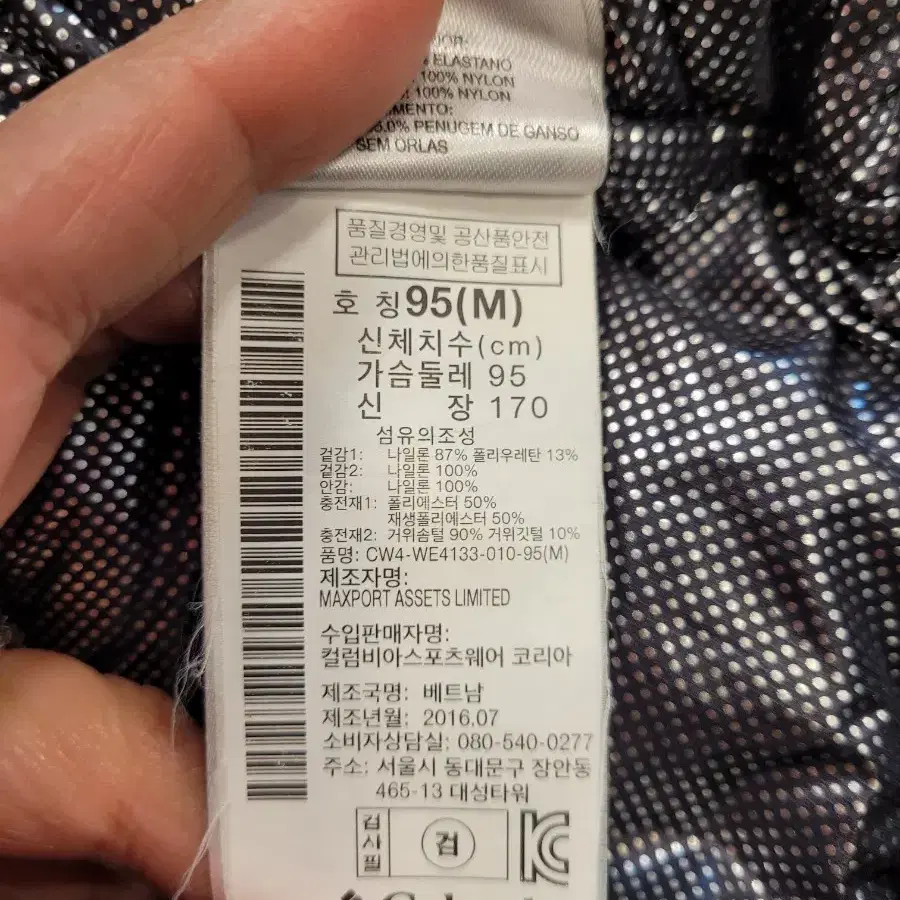 ELASTANO
100% NYLON
: 100% NYLON
MENTO:
.0% PENUGEM DE GANSO
SEM ORLAS
품질경영및 공산품안전
관리법에의한품질표시
호 칭 95(M)
신체치수(cm)
가슴둘레 95
신 장 170
섬유의조성
겉감1: 나일론 87% 폴리우레탄 13%
겉감2: 나일론 100%
안감: 나일론 100%
충전재1: 폴리에스터 50%
재생폴리에스터 50%
충전재2: 거위솜털 90% 거위깃털 10%
품명: CW4-WE4133-010-95(M)
제조자명:
MAXPORT ASSETS LIMITED
수입판매자명:
컬럼비아스포츠웨어 코리아
제조국명: 베트남
제조년월: 2016.07
소비자상담실: 080-540-0277
주소: 서울시 동대문구 장안동
465-13 대성타워
검사필
검